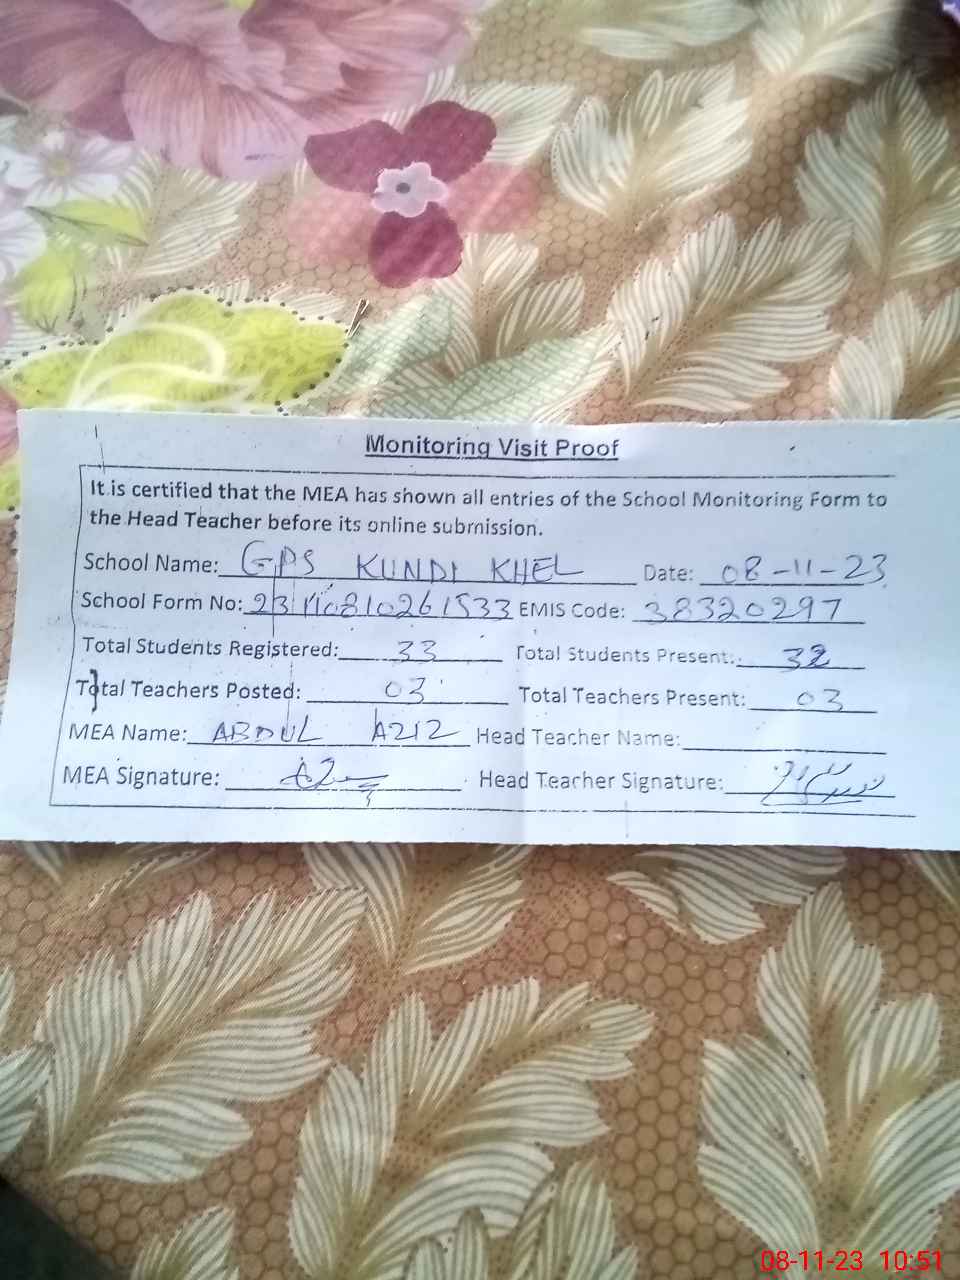 Monitoring Visit Proof
It is certified that the MEA has shown all entries of the School Monitoring Form to
the Head Teacher before its online submission.
School Name: GPS KUNDI KHEL Date: 08-11-23
School Form No: EMIS Code: 38320297
Total Students Registered: 33 Total Students Present: 32
Total Teachers Posted: 03 Total Teachers Present: 03
MEA Name: ABDUL AZIZ Head Teacher Name:
MEA Signature: Head Teacher Signature:
08-11-23 10:51